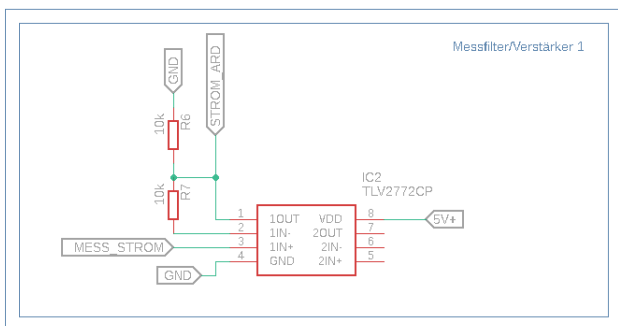 Messfilter/Verstärker 1
GND
STROM_ARD
10k
R6
10k
R7
IC2
TLV2772CP
1 1OUT VDD 8 5V+
2 1IN- 2OUT 7
MESS_STROM 3 1IN+ 2IN- 6
GND 4 GND 2IN+ 5